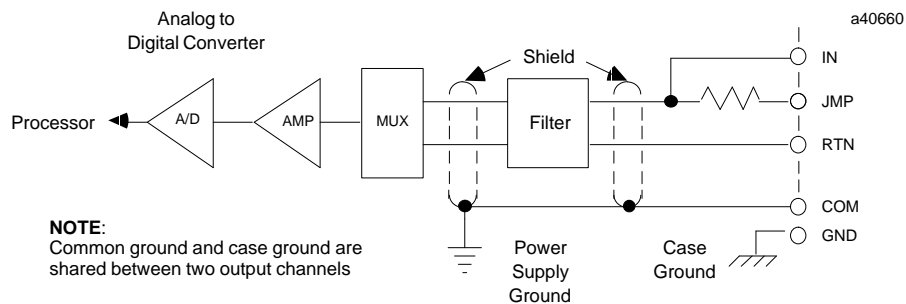 Analog to
Digital Converter
a40660
Shield
IN
JMP
Processor
A/D
AMP
MUX
Filter
RTN
COM
GND
NOTE:
Common ground and case ground are
shared between two output channels
Power
Supply
Ground
Case
Ground